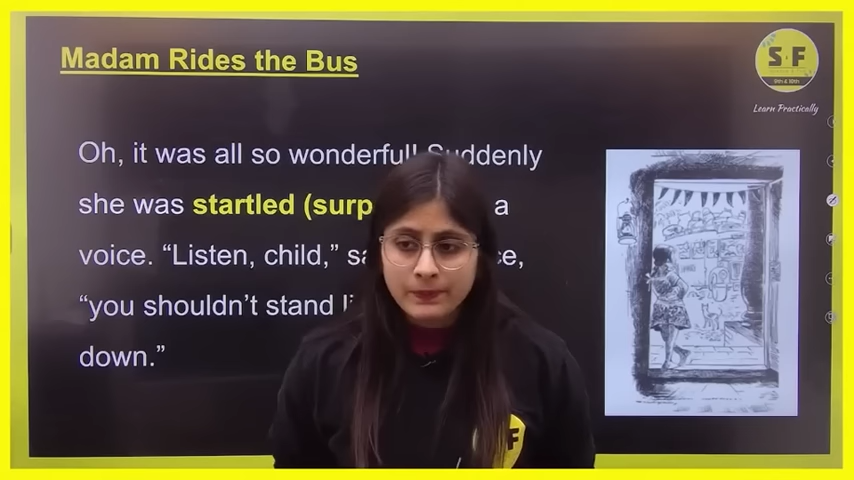 Madam Rides the Bus
S F
9th & 10th
Learn Practically
Oh, it was all so wonderful! Suddenly
she was startled (surp a
voice. “Listen, child,” sa ce,
“you shouldn’t stand li
down.”
F